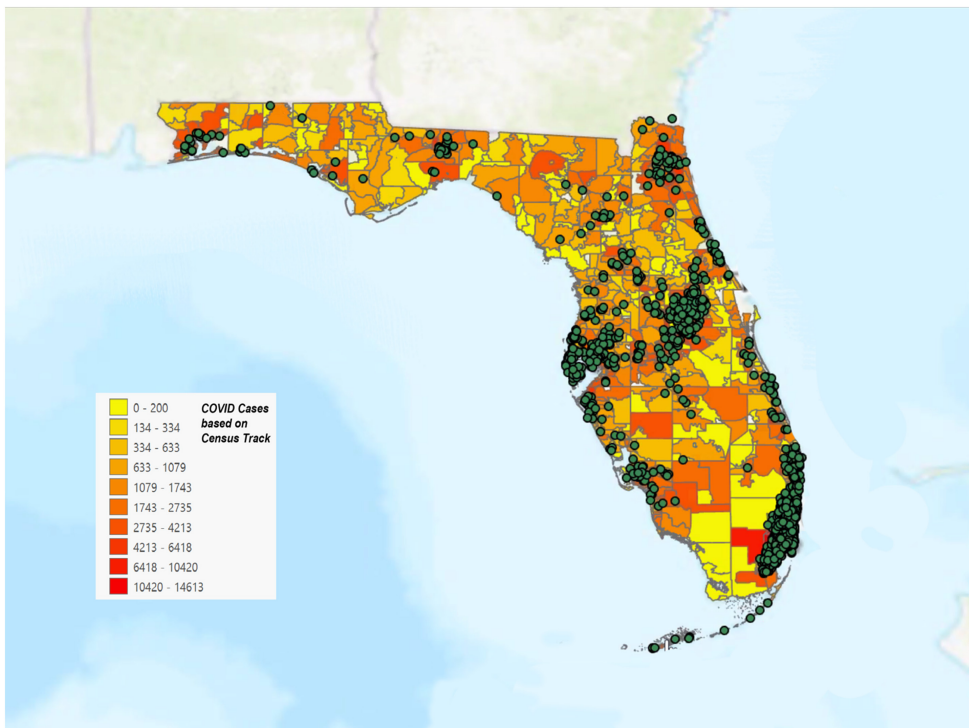 0 - 200
134 - 334
334 - 633
633 - 1079
1079 - 1743
1743 - 2735
2735 - 4213
4213 - 6418
6418 - 10420
10420 - 14613
COVID Cases
based on
Census Track